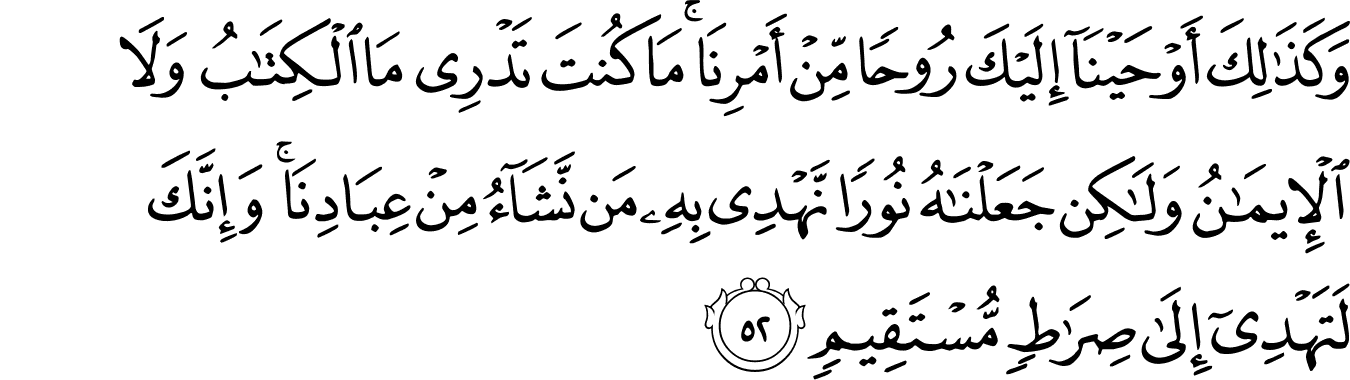 وَكَذَٰلِكَ أَوْحَيْنَآ إِلَيْكَ رُوحًا مِّنْ أَمْرِنَا ۚ مَا كُنتَ تَدْرِى مَا ٱلْكِتَـٰبُ وَلَا
ٱلْإِيمَـٰنُ وَلَـٰكِن جَعَلْنَـٰهُ نُورًا نَّهْدِى بِهِۦ مَن نَّشَآءُ مِنْ عِبَادِنَا ۚ وَإِنَّكَ
لَتَهْدِىٓ إِلَىٰ صِرَٰطٍ مُّسْتَقِيمٍ ٥٢